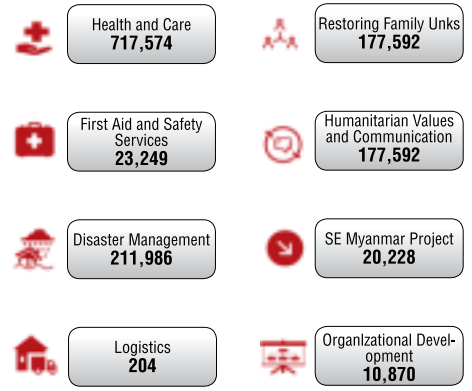 Health and Care
717,574
Restoring Family Unks
177,592
First Aid and Safety
Services
23,249
Humanitarian Values
and Communication
177,592
Disaster Management
211,986
SE Myanmar Project
20,228
Logistics
204
OrganIzational Devel-
opment
10,870